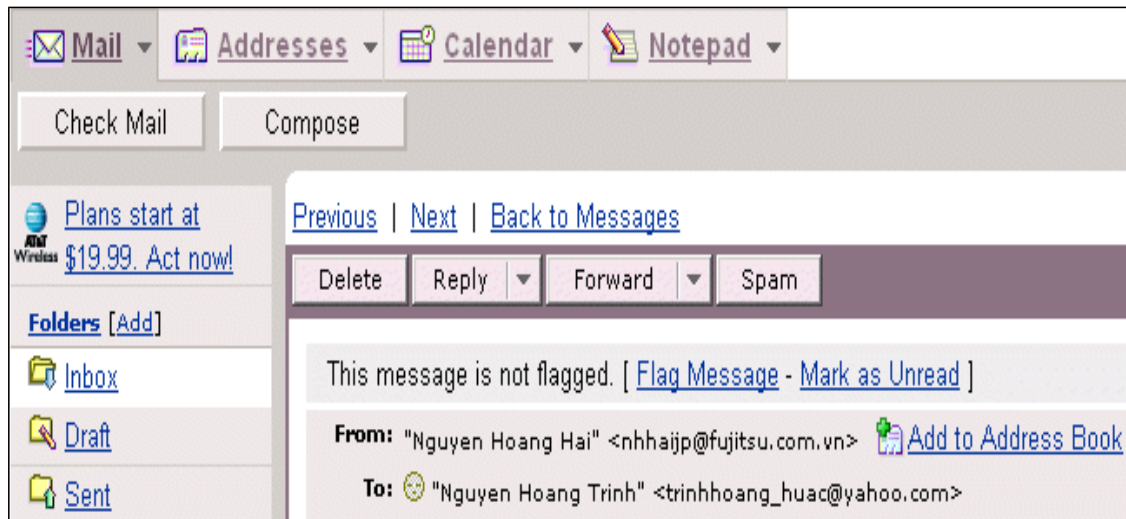 Mail Addresses Calendar Notepad
Check Mail Compose
AT&T Wireless
Plans start at
$19.99. Act now!
Folders [Add]
Inbox
Draft
Sent
Previous | Next | Back to Messages
Delete Reply Forward Spam
This message is not flagged. [ Flag Message - Mark as Unread ]
From: "Nguyen Hoang Hai" <nhhaijp@fujitsu.com.vn> Add to Address Book
To: "Nguyen Hoang Trinh" <trinhhoang_huac@yahoo.com>